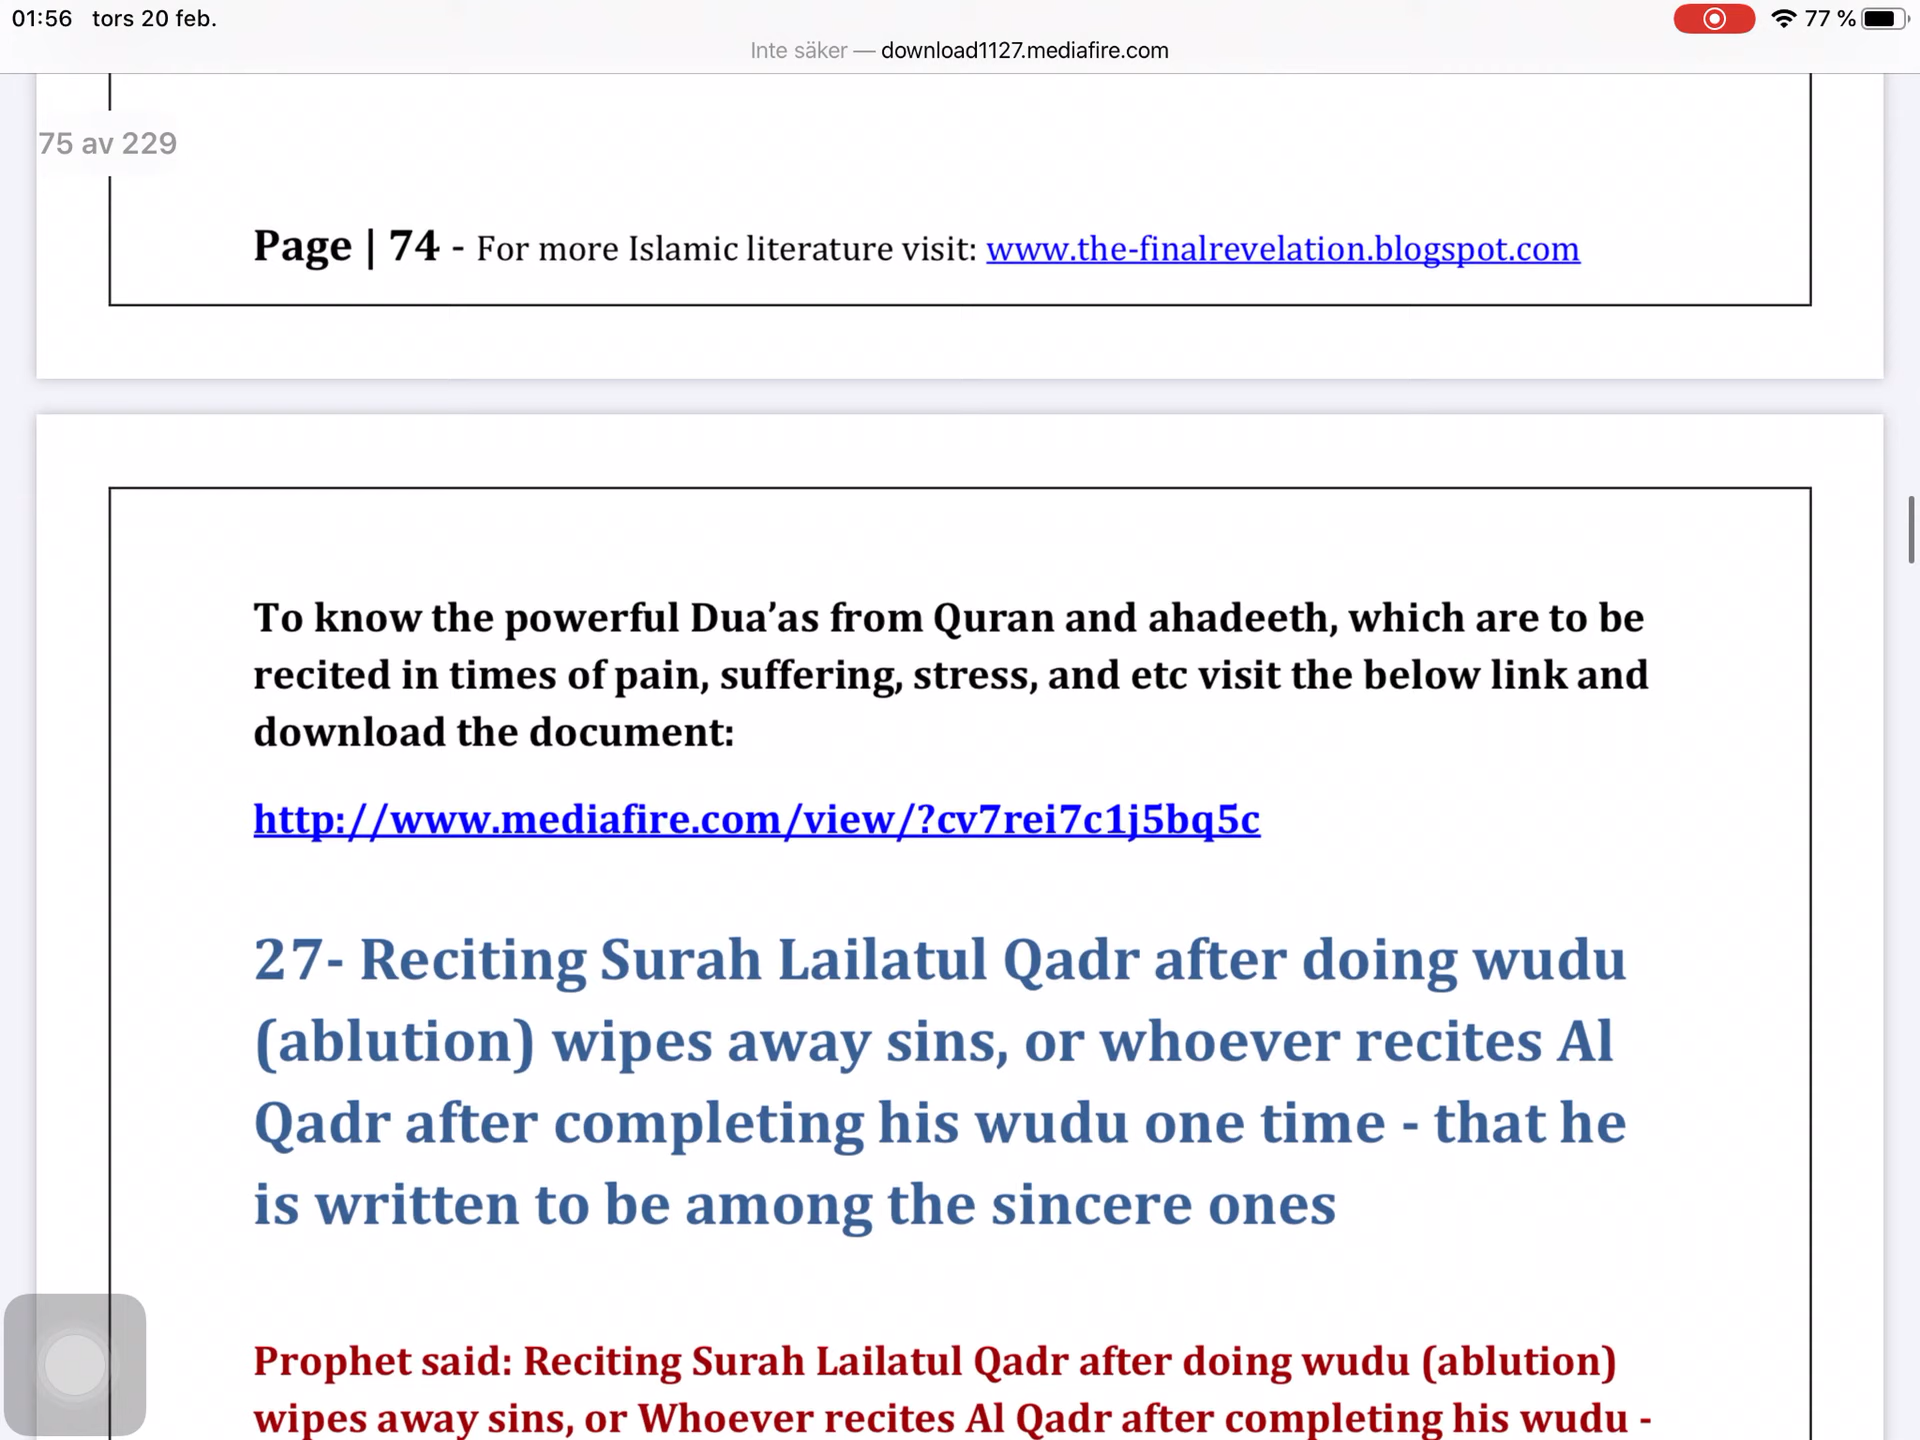 01:56 tors 20 feb.
77 %
Inte säker — download1127.mediafire.com
75 av 229
Page | 74 - For more Islamic literature visit: www.the-finalrevelation.blogspot.com
To know the powerful Dua’as from Quran and ahadeeth, which are to be
recited in times of pain, suffering, stress, and etc visit the below link and
download the document:
http://www.mediafire.com/view/?cv7rei7c1j5bq5c
27- Reciting Surah Lailatul Qadr after doing wudu
(ablution) wipes away sins, or whoever recites Al
Qadr after completing his wudu one time - that he
is written to be among the sincere ones
Prophet said: Reciting Surah Lailatul Qadr after doing wudu (ablution)
wipes away sins, or Whoever recites Al Qadr after completing his wudu -